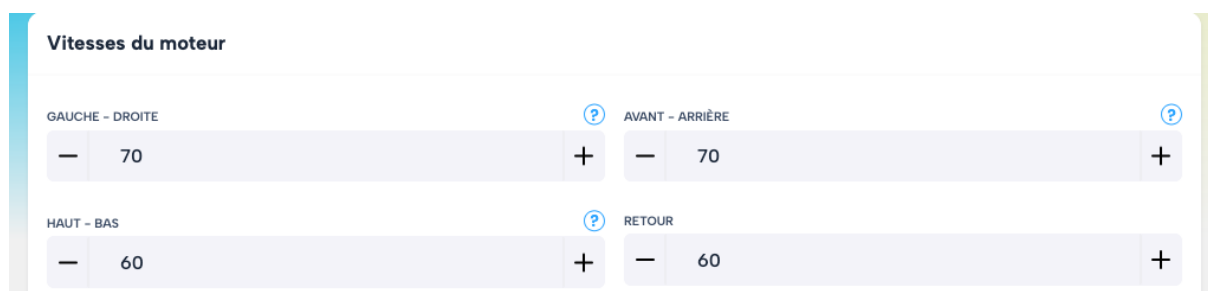 Vitesses du moteur
GAUCHE - DROITE ?
AVANT - ARRIÈRE ?
− 70 +
− 70 +
HAUT - BAS ?
RETOUR
− 60 +
− 60 +